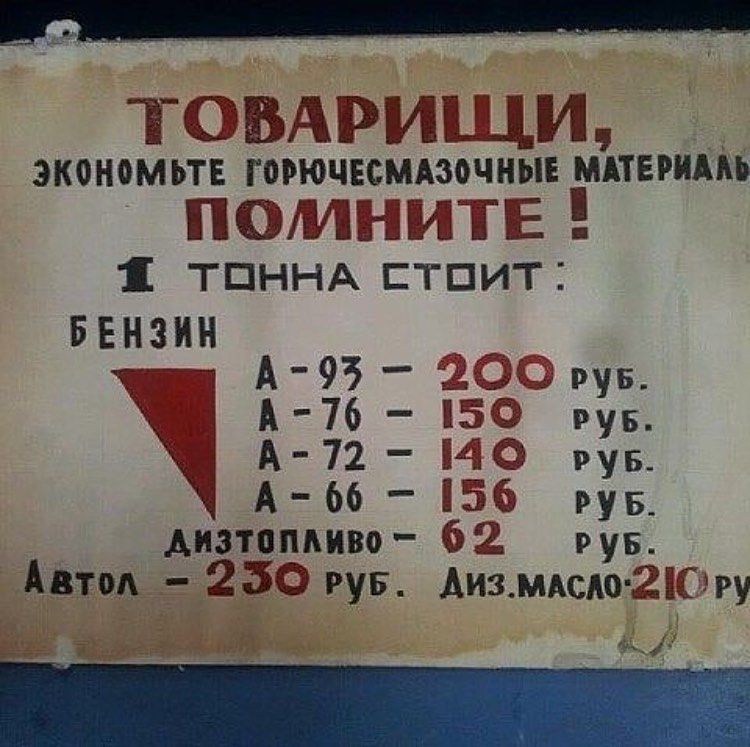 ТОВАРИЩИ,
ЭКОНОМЬТЕ ГОРЮЧЕСМАЗОЧНЫЕ МАТЕРИАЛЬ
ПОМНИТЕ!
1 ТОННА СТОИТ:
БЕНЗИН
А-93 - 200 РУБ.
А-76 - 150 РУБ.
А-72 - 140 РУБ.
А-66 - 156 РУБ.
ДИЗТОПЛИВО - 62 РУБ.
АВТОЛ - 230 РУБ. ДИЗ.МАСЛО-210 РУ